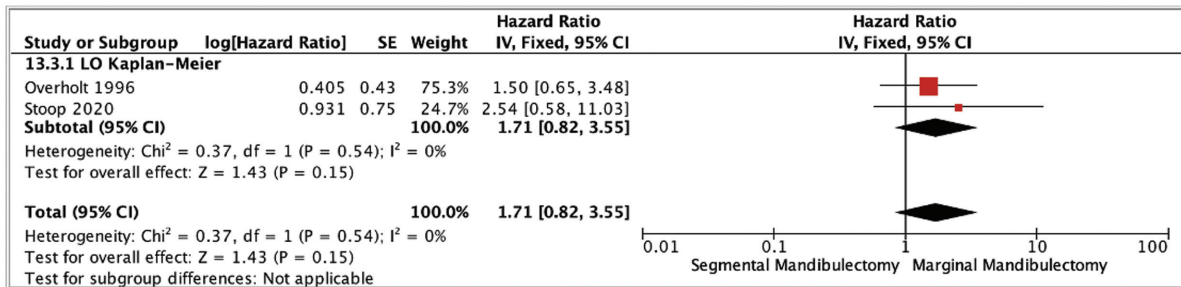 Hazard Ratio Hazard Ratio
Study or Subgroup log[Hazard Ratio] SE Weight IV, Fixed, 95% CI IV, Fixed, 95% CI
13.3.1 LO Kaplan-Meier
Overholt 1996 0.405 0.43 75.3% 1.50 [0.65, 3.48]
Stoop 2020 0.931 0.75 24.7% 2.54 [0.58, 11.03]
Subtotal (95% CI) 100.0% 1.71 [0.82, 3.55]
Heterogeneity: Chi² = 0.37, df = 1 (P = 0.54); I² = 0%
Test for overall effect: Z = 1.43 (P = 0.15)
Total (95% CI) 100.0% 1.71 [0.82, 3.55]
Heterogeneity: Chi² = 0.37, df = 1 (P = 0.54); I² = 0%
Test for overall effect: Z = 1.43 (P = 0.15)
Test for subgroup differences: Not applicable
0.01 0.1 1 10 100
Segmental Mandibulectomy Marginal Mandibulectomy